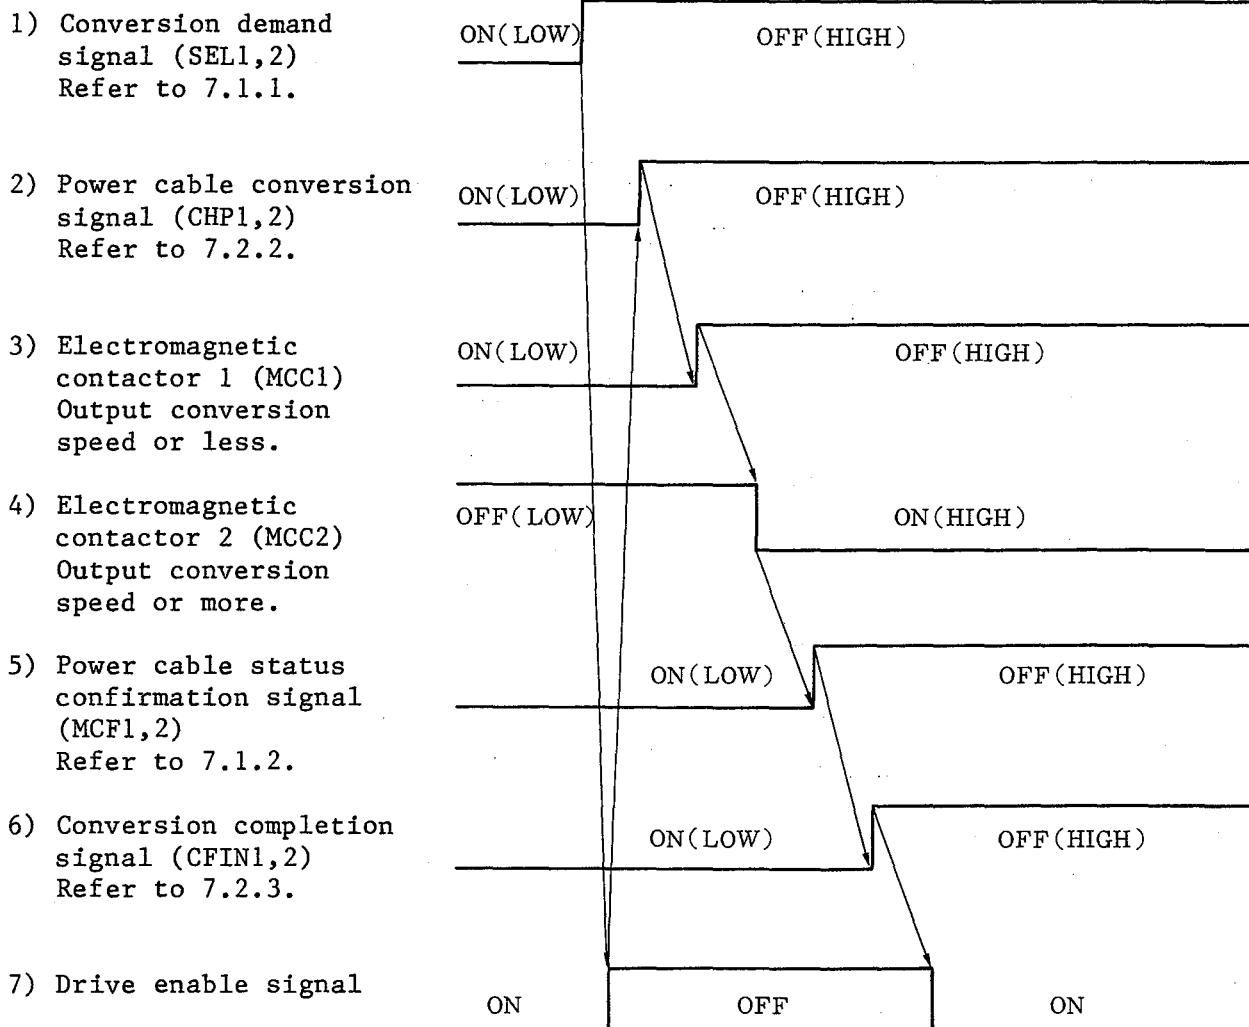 1) Conversion demand
signal (SEL1,2)
Refer to 7.1.1.
ON(LOW)
OFF(HIGH)
2) Power cable conversion
signal (CHP1,2)
Refer to 7.2.2.
ON(LOW)
OFF(HIGH)
3) Electromagnetic
contactor 1 (MCC1)
Output conversion
speed or less.
ON(LOW)
OFF(HIGH)
4) Electromagnetic
contactor 2 (MCC2)
Output conversion
speed or more.
OFF(LOW)
ON(HIGH)
5) Power cable status
confirmation signal
(MCF1,2)
Refer to 7.1.2.
ON(LOW)
OFF(HIGH)
6) Conversion completion
signal (CFIN1,2)
Refer to 7.2.3.
ON(LOW)
OFF(HIGH)
7) Drive enable signal
ON
OFF
ON